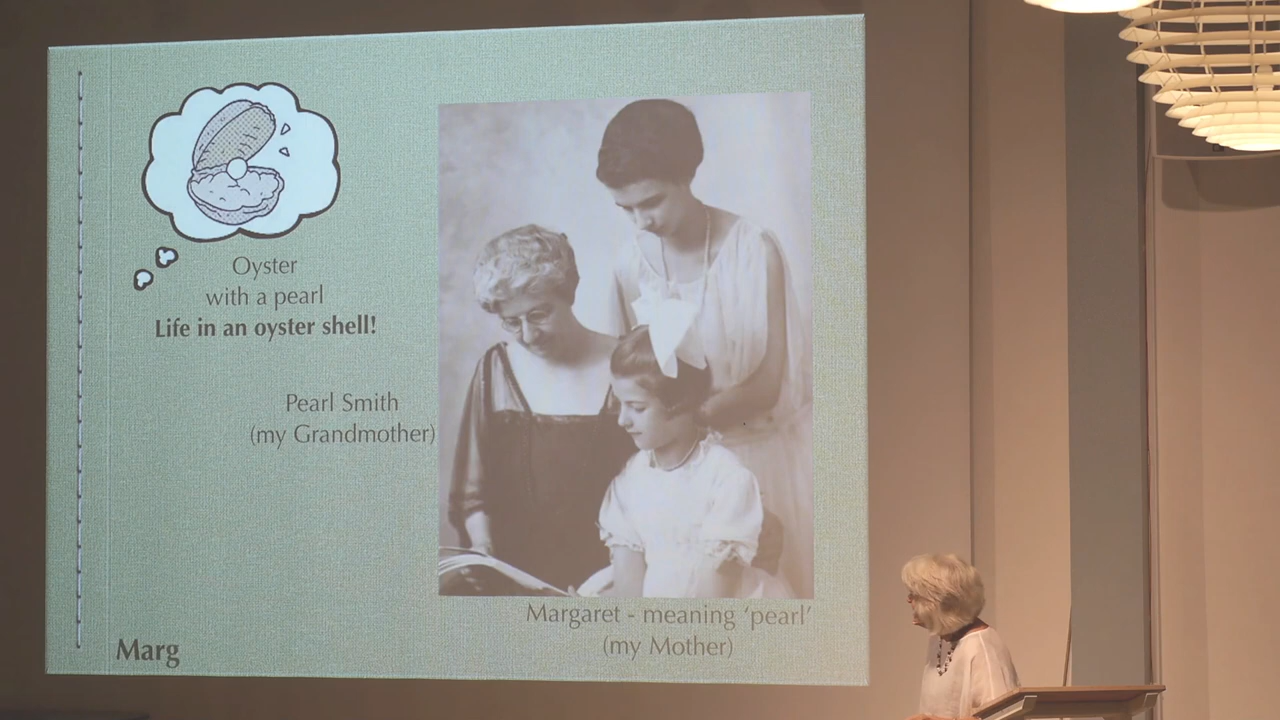 Oyster
with a pearl
Life in an oyster shell!
Pearl Smith
(my Grandmother)
Margaret - meaning ‘pearl’
(my Mother)
Marg